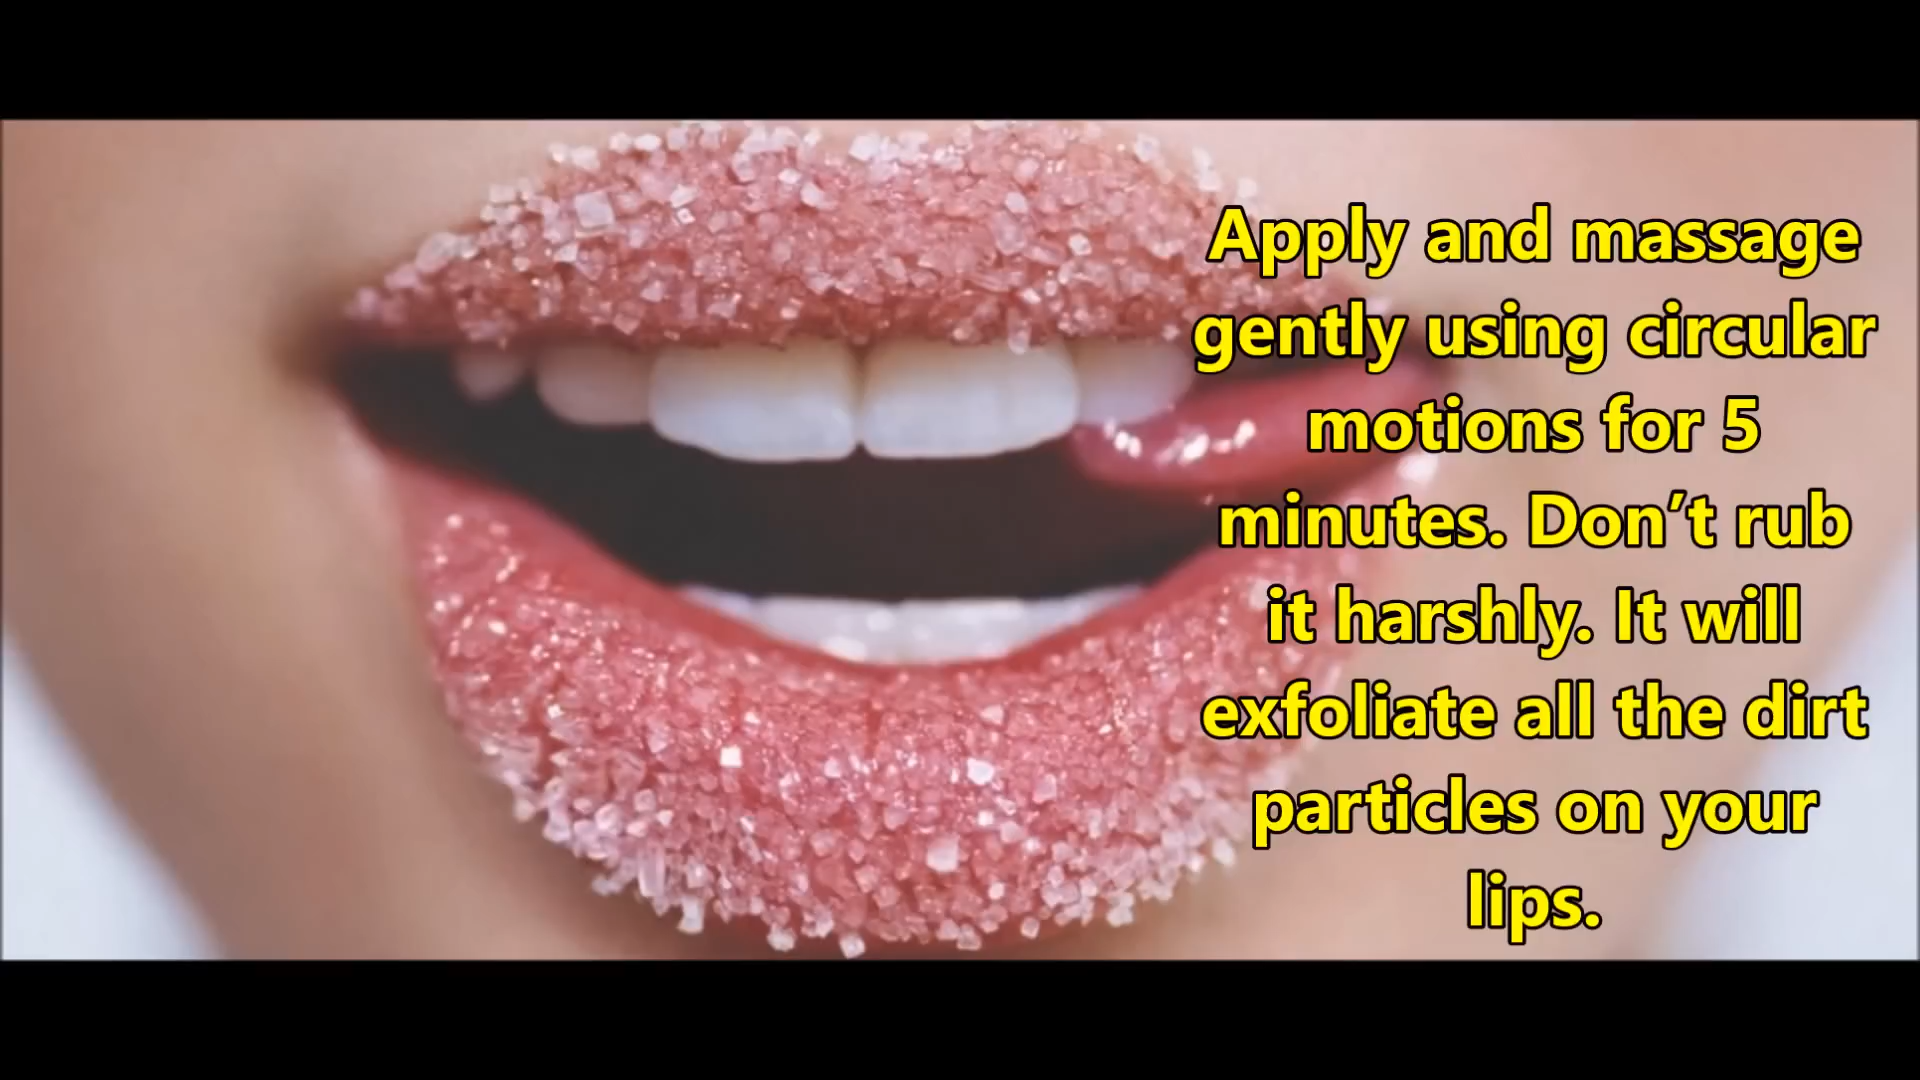 Apply and massage
gently using circular
motions for 5
minutes. Don’t rub
it harshly. It will
exfoliate all the dirt
particles on your
lips.